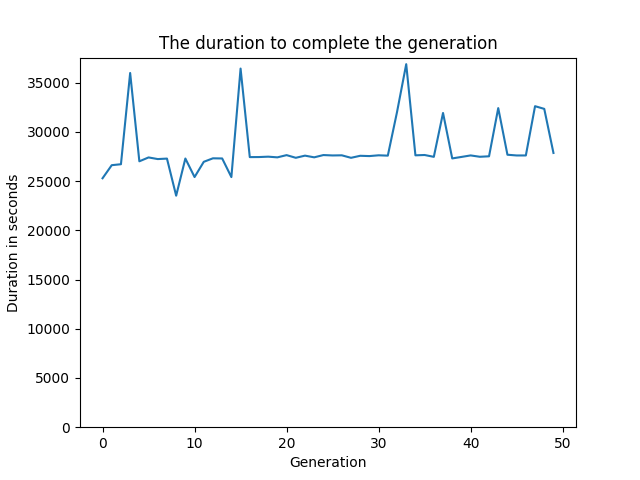 The duration to complete the generation
35000
30000
25000
20000
15000
10000
5000
0
Duration in seconds
0 10 20 30 40 50
Generation